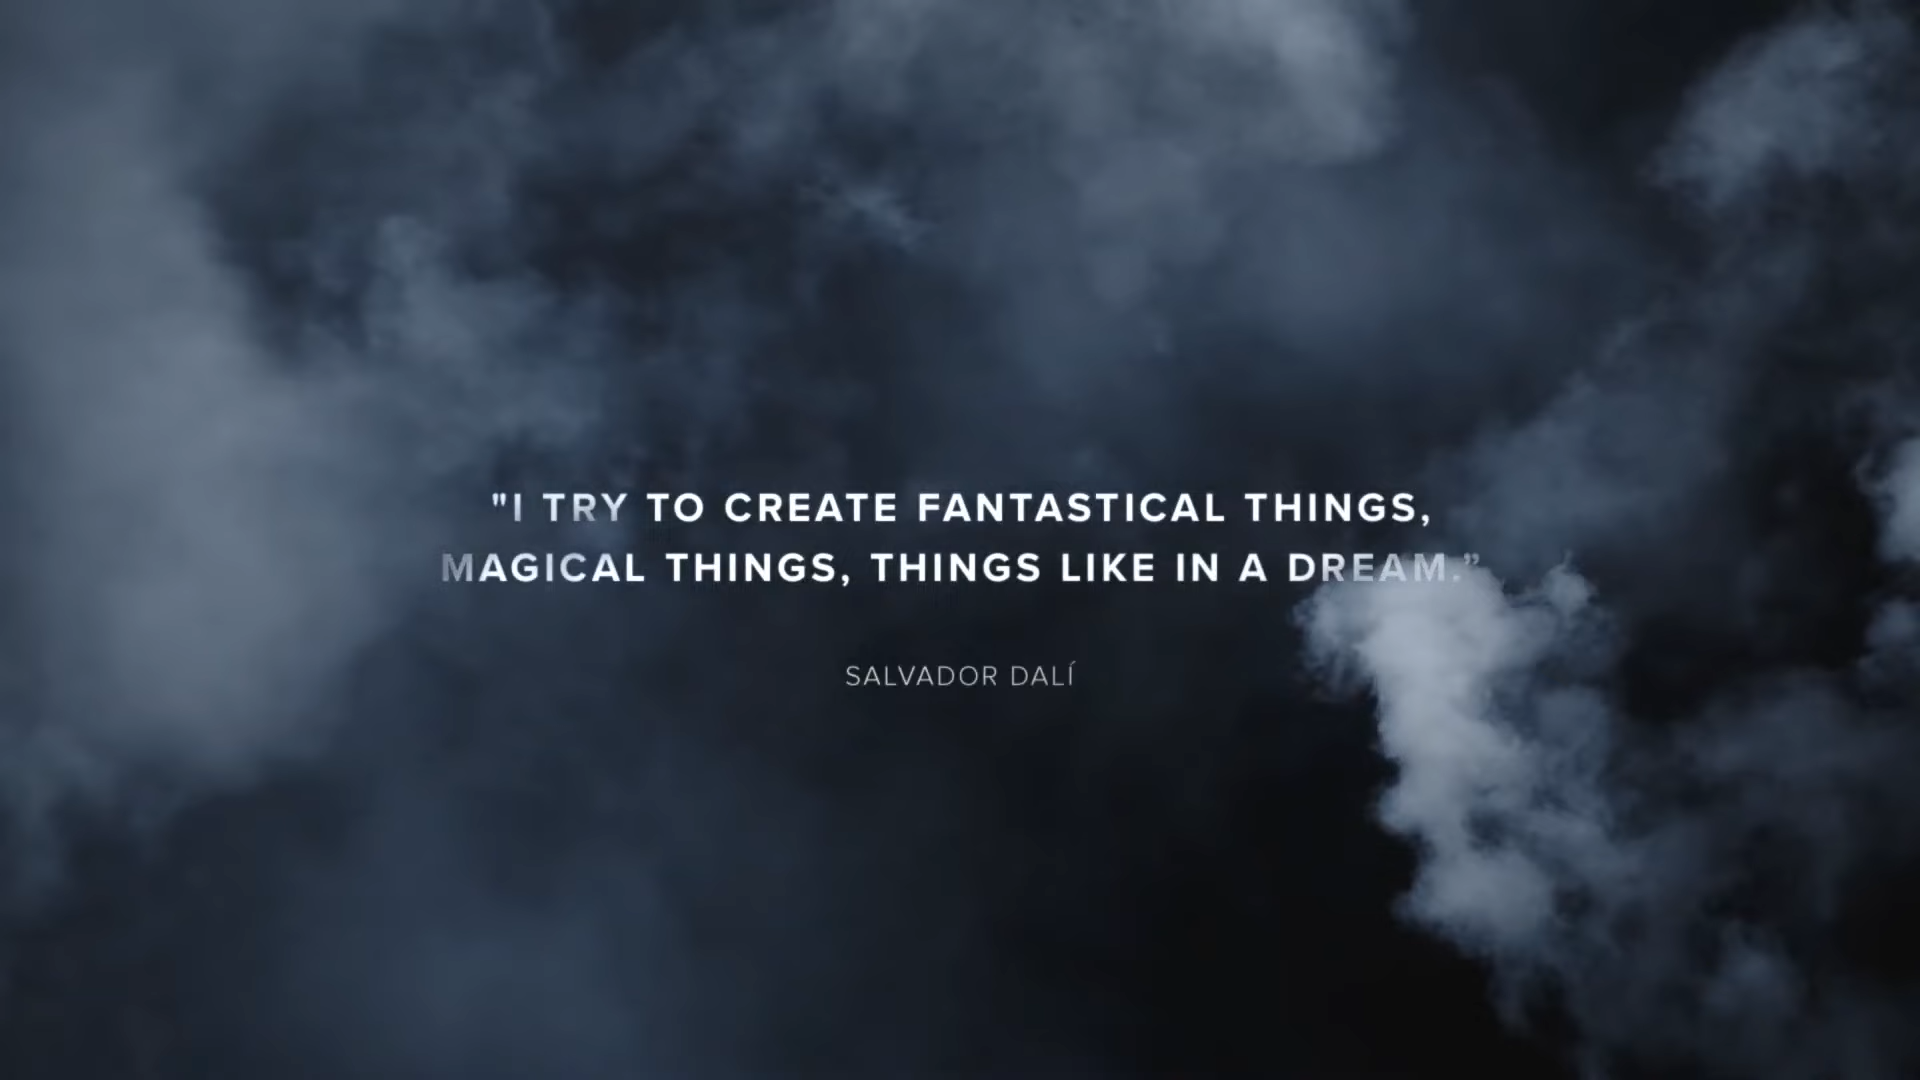 "I TRY TO CREATE FANTASTICAL THINGS,
MAGICAL THINGS, THINGS LIKE IN A DREAM.”
SALVADOR DALÍ